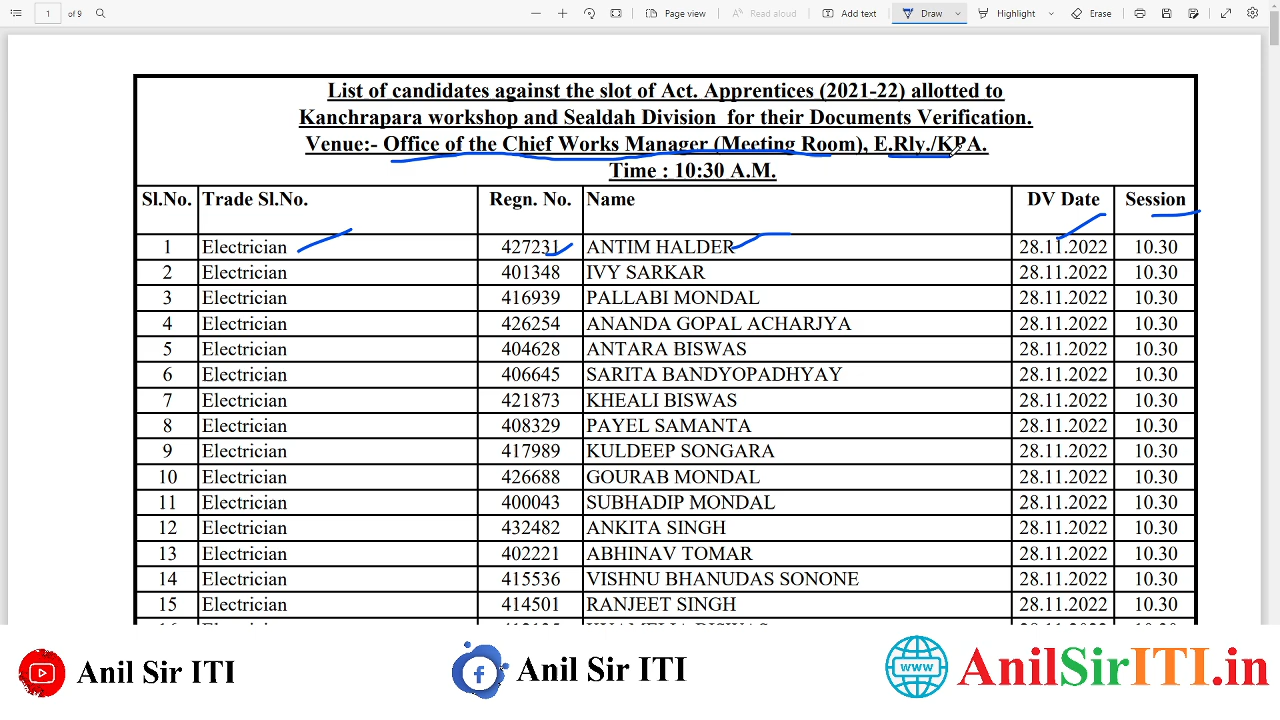 1 of 9 Page view Read aloud Add text Draw Highlight Erase
List of candidates against the slot of Act. Apprentices (2021-22) allotted to
Kanchrapara workshop and Sealdah Division for their Documents Verification.
Venue:- Office of the Chief Works Manager (Meeting Room), E.Rly./KPA.
Time : 10:30 A.M.
Sl.No. Trade Sl.No. Regn. No. Name DV Date Session
1 Electrician 427231 ANTIM HALDER 28.11.2022 10.30
2 Electrician 401348 IVY SARKAR 28.11.2022 10.30
3 Electrician 416939 PALLABI MONDAL 28.11.2022 10.30
4 Electrician 426254 ANANDA GOPAL ACHARJYA 28.11.2022 10.30
5 Electrician 404628 ANTARA BISWAS 28.11.2022 10.30
6 Electrician 406645 SARITA BANDYOPADHYAY 28.11.2022 10.30
7 Electrician 421873 KHEALI BISWAS 28.11.2022 10.30
8 Electrician 408329 PAYEL SAMANTA 28.11.2022 10.30
9 Electrician 417989 KULDEEP SONGARA 28.11.2022 10.30
10 Electrician 426688 GOURAB MONDAL 28.11.2022 10.30
11 Electrician 400043 SUBHADIP MONDAL 28.11.2022 10.30
12 Electrician 432482 ANKITA SINGH 28.11.2022 10.30
13 Electrician 402221 ABHINAV TOMAR 28.11.2022 10.30
14 Electrician 415536 VISHNU BHANUDAS SONONE 28.11.2022 10.30
15 Electrician 414501 RANJEET SINGH 28.11.2022 10.30
Anil Sir ITI Anil Sir ITI www AnilSirITI.in